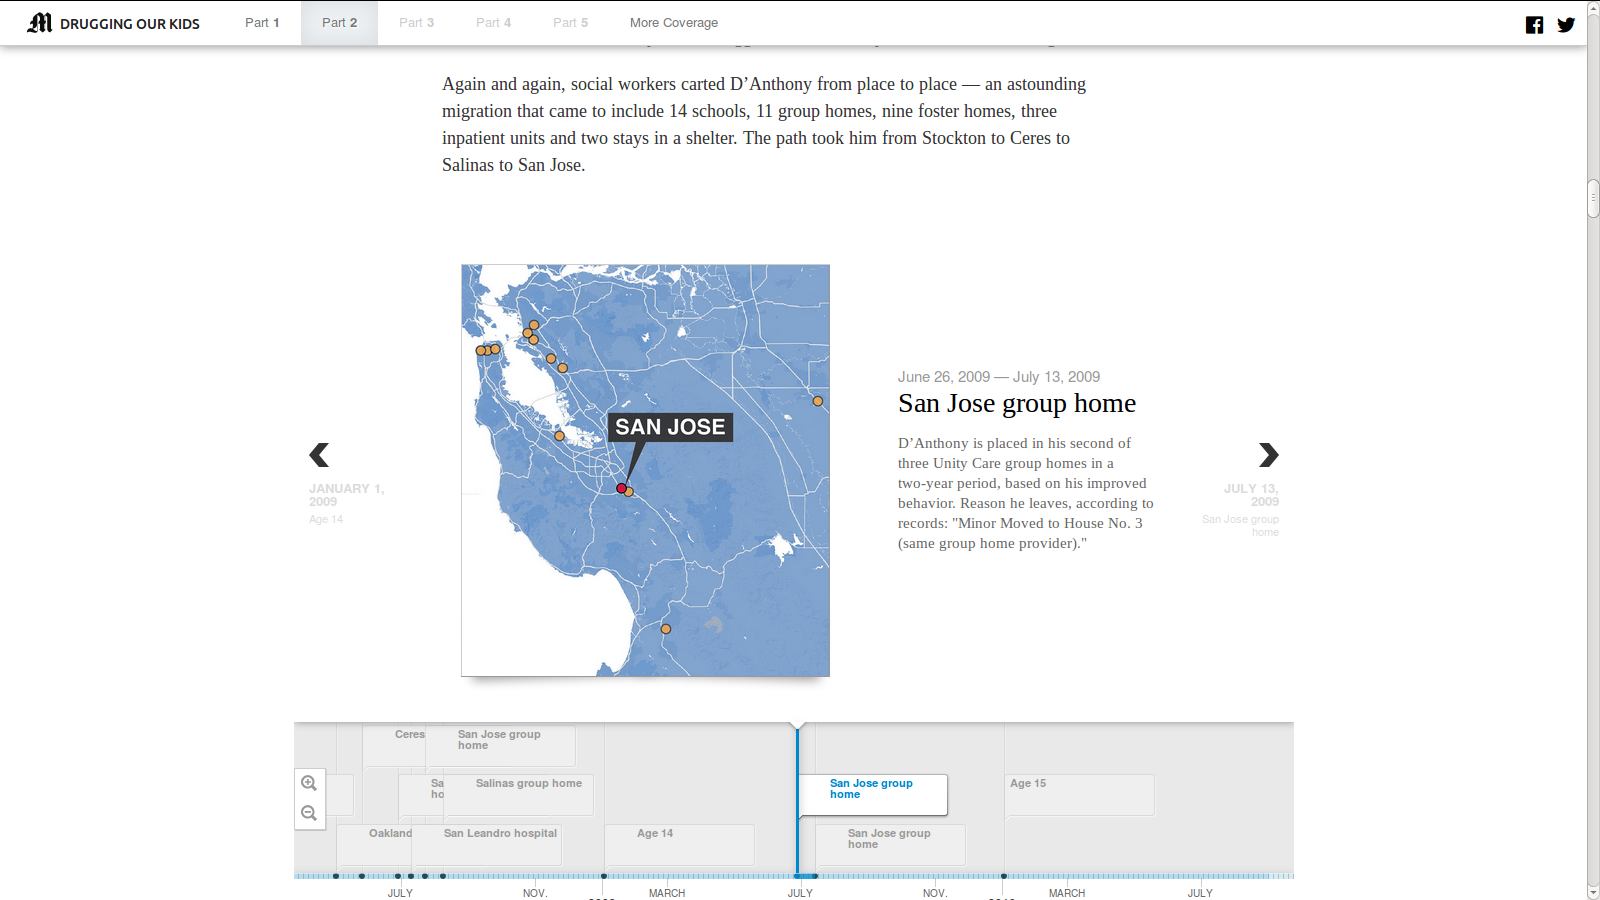 M DRUGGING OUR KIDS
Part 1
Part 2
Part 3
Part 4
Part 5
More Coverage
Again and again, social workers carted D’Anthony from place to place — an astounding
migration that came to include 14 schools, 11 group homes, nine foster homes, three
inpatient units and two stays in a shelter. The path took him from Stockton to Ceres to
Salinas to San Jose.
SAN JOSE
June 26, 2009 — July 13, 2009
San Jose group home
D’Anthony is placed in his second of
three Unity Care group homes in a
two-year period, based on his improved
behavior. Reason he leaves, according to
records: "Minor Moved to House No. 3
(same group home provider)."
JANUARY 1,
2009
Age 14
JULY 13,
2009
San Jose group
home
Ceres
San Jose group
home
Sa
ho
Salinas group home
San Jose group
home
Age 15
Oakland
San Leandro hospital
Age 14
San Jose group
home
JULY
NOV.
MARCH
JULY
NOV.
MARCH
JULY